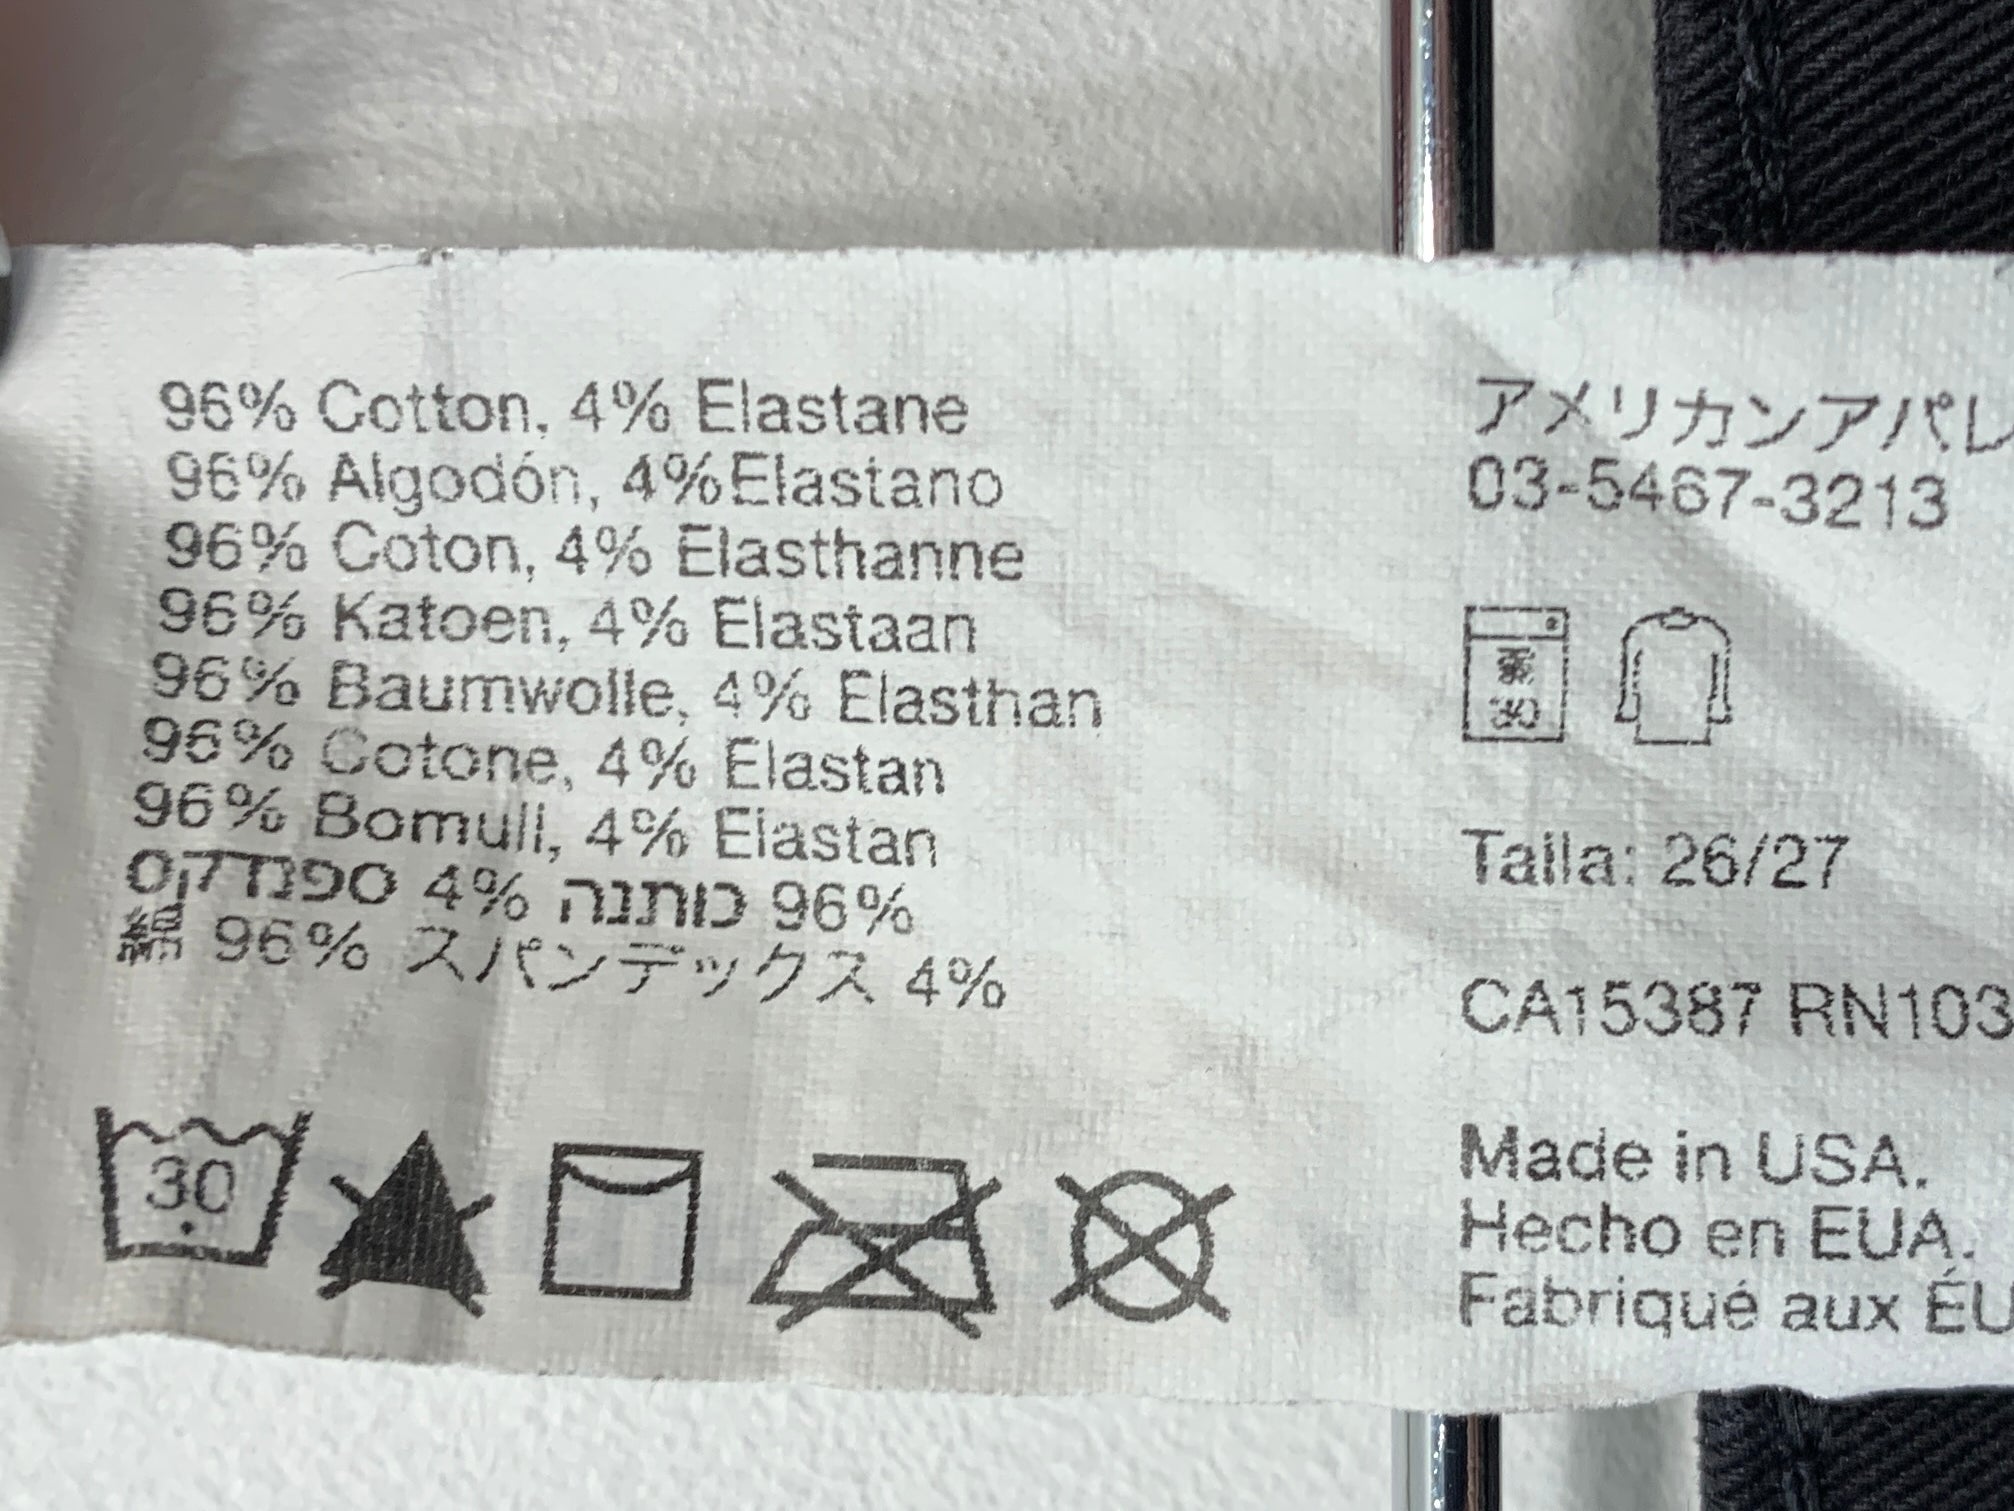 96% Cotton, 4% Elastane
96% Algodón, 4%Elastano
96% Coton, 4% Elasthanne
96% Katoen, 4% Elastaan
96% Baumwolle, 4% Elasthan
96% Cotone, 4% Elastan
96% Bomull, 4% Elastan
96% כותנה 4% ספנדקס
綿 96% スパンデックス 4%
30
アメリカンアパレ
03-5467-3213
30
Talla: 26/27
CA15387 RN103
Made in USA.
Hecho en EUA.
Fabriqué aux ÉU